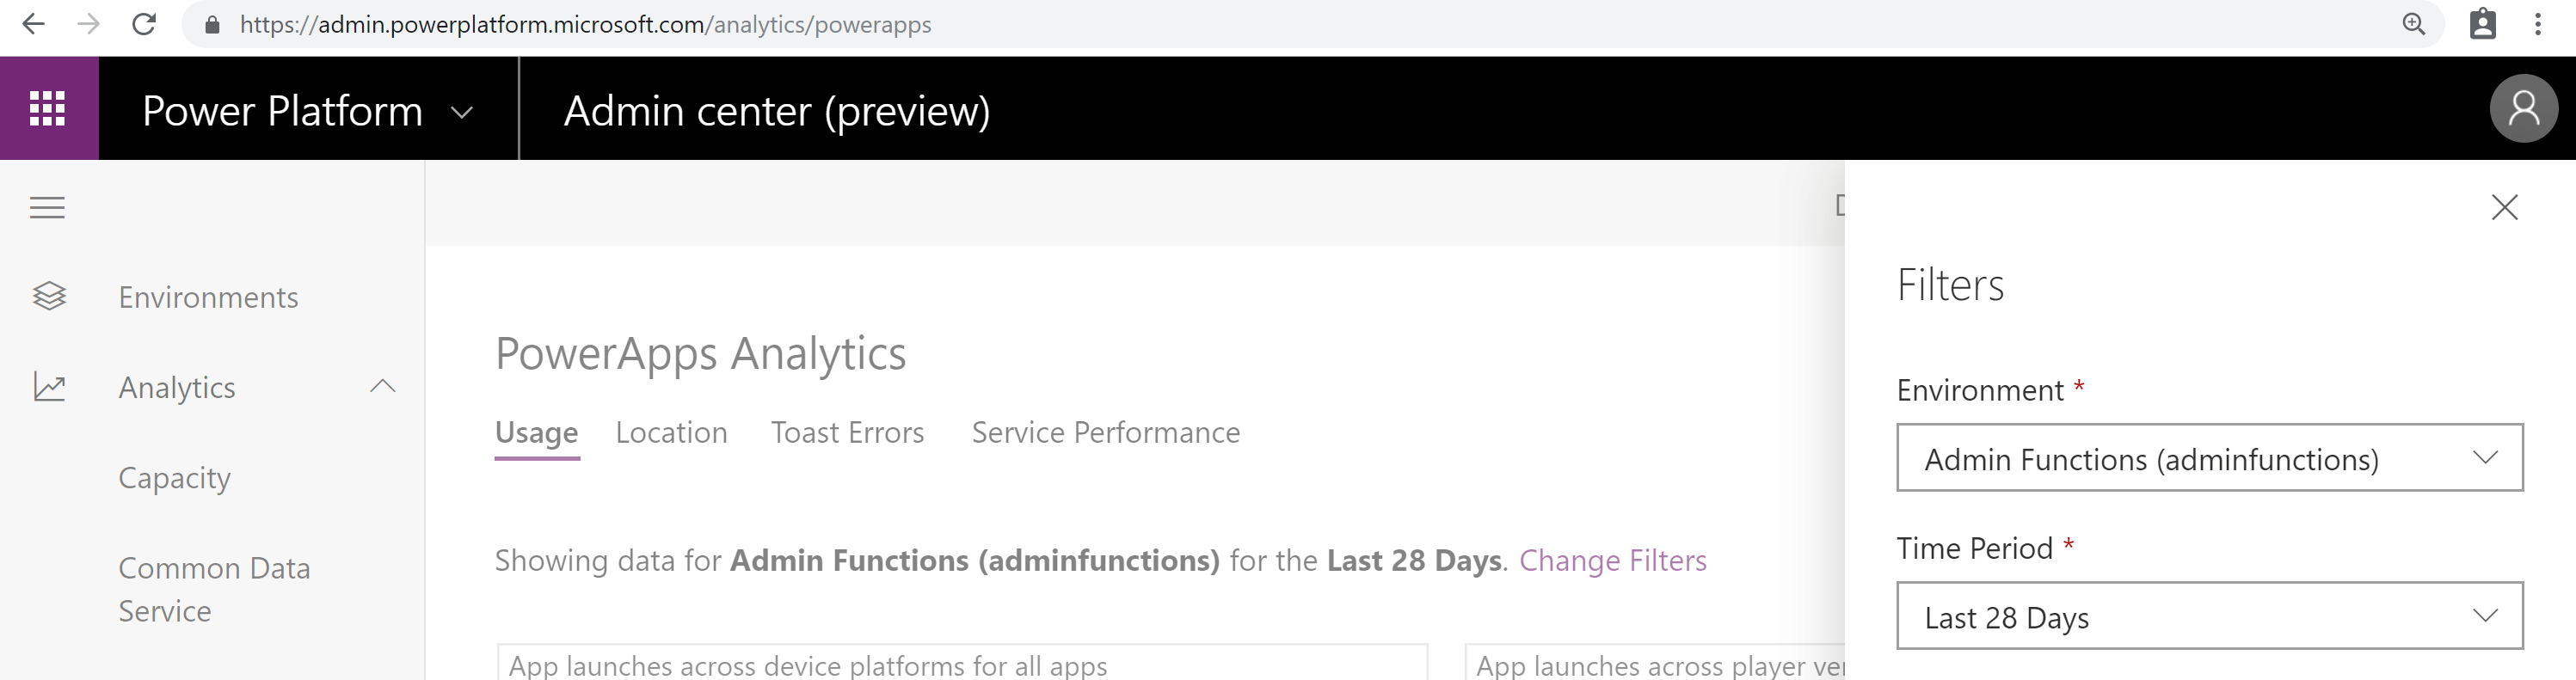 https://admin.powerplatform.microsoft.com/analytics/powerapps
Power Platform
Admin center (preview)
Environments
Analytics
Capacity
Common Data
Service
PowerApps Analytics
Usage Location Toast Errors Service Performance
Showing data for Admin Functions (adminfunctions) for the Last 28 Days. Change Filters
App launches across device platforms for all apps
App launches across player
Filters
Environment *
Admin Functions (adminfunctions)
Time Period *
Last 28 Days